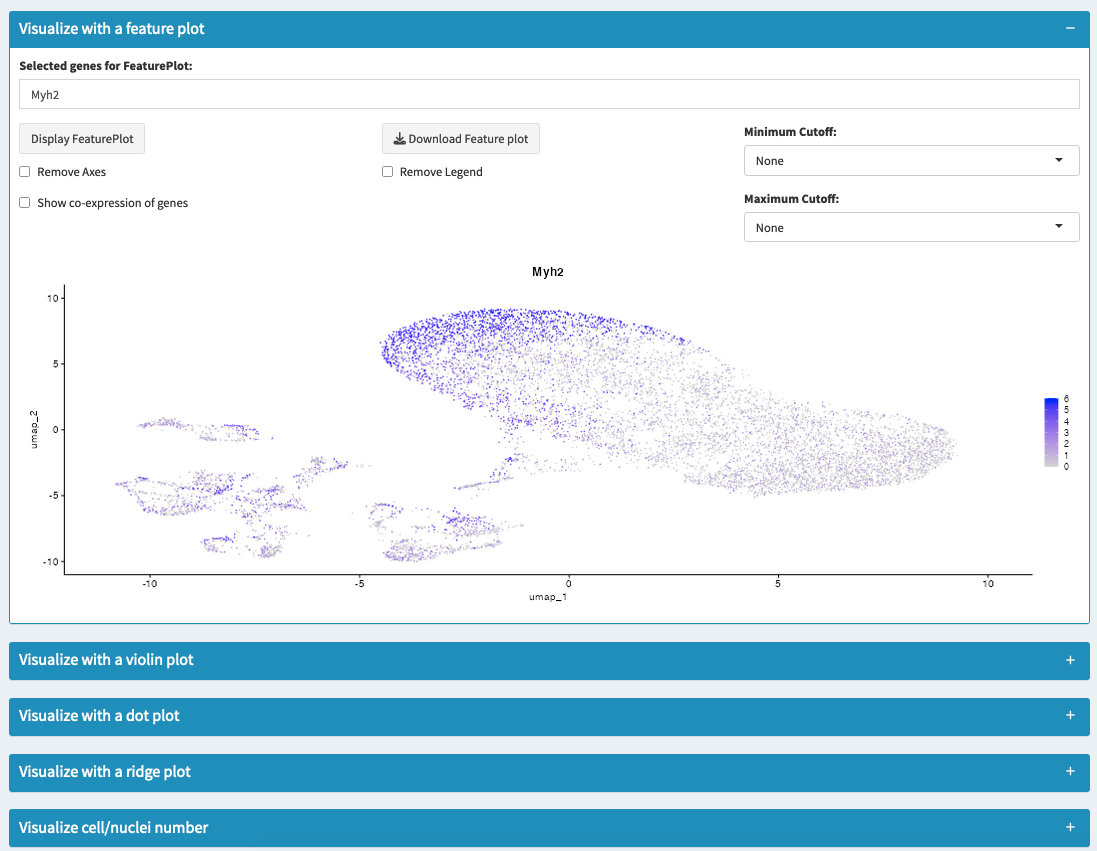 Visualize with a feature plot
−
Selected genes for FeaturePlot:
Myh2
Display FeaturePlot
Download Feature plot
Minimum Cutoff:
None
Remove Axes
Remove Legend
Show co-expression of genes
Maximum Cutoff:
None
Myh2
10
5
0
-5
-10
umap_2
-10
-5
0
5
10
umap_1
6
5
4
3
2
1
0
Visualize with a violin plot
+
Visualize with a dot plot
+
Visualize with a ridge plot
+
Visualize cell/nuclei number
+